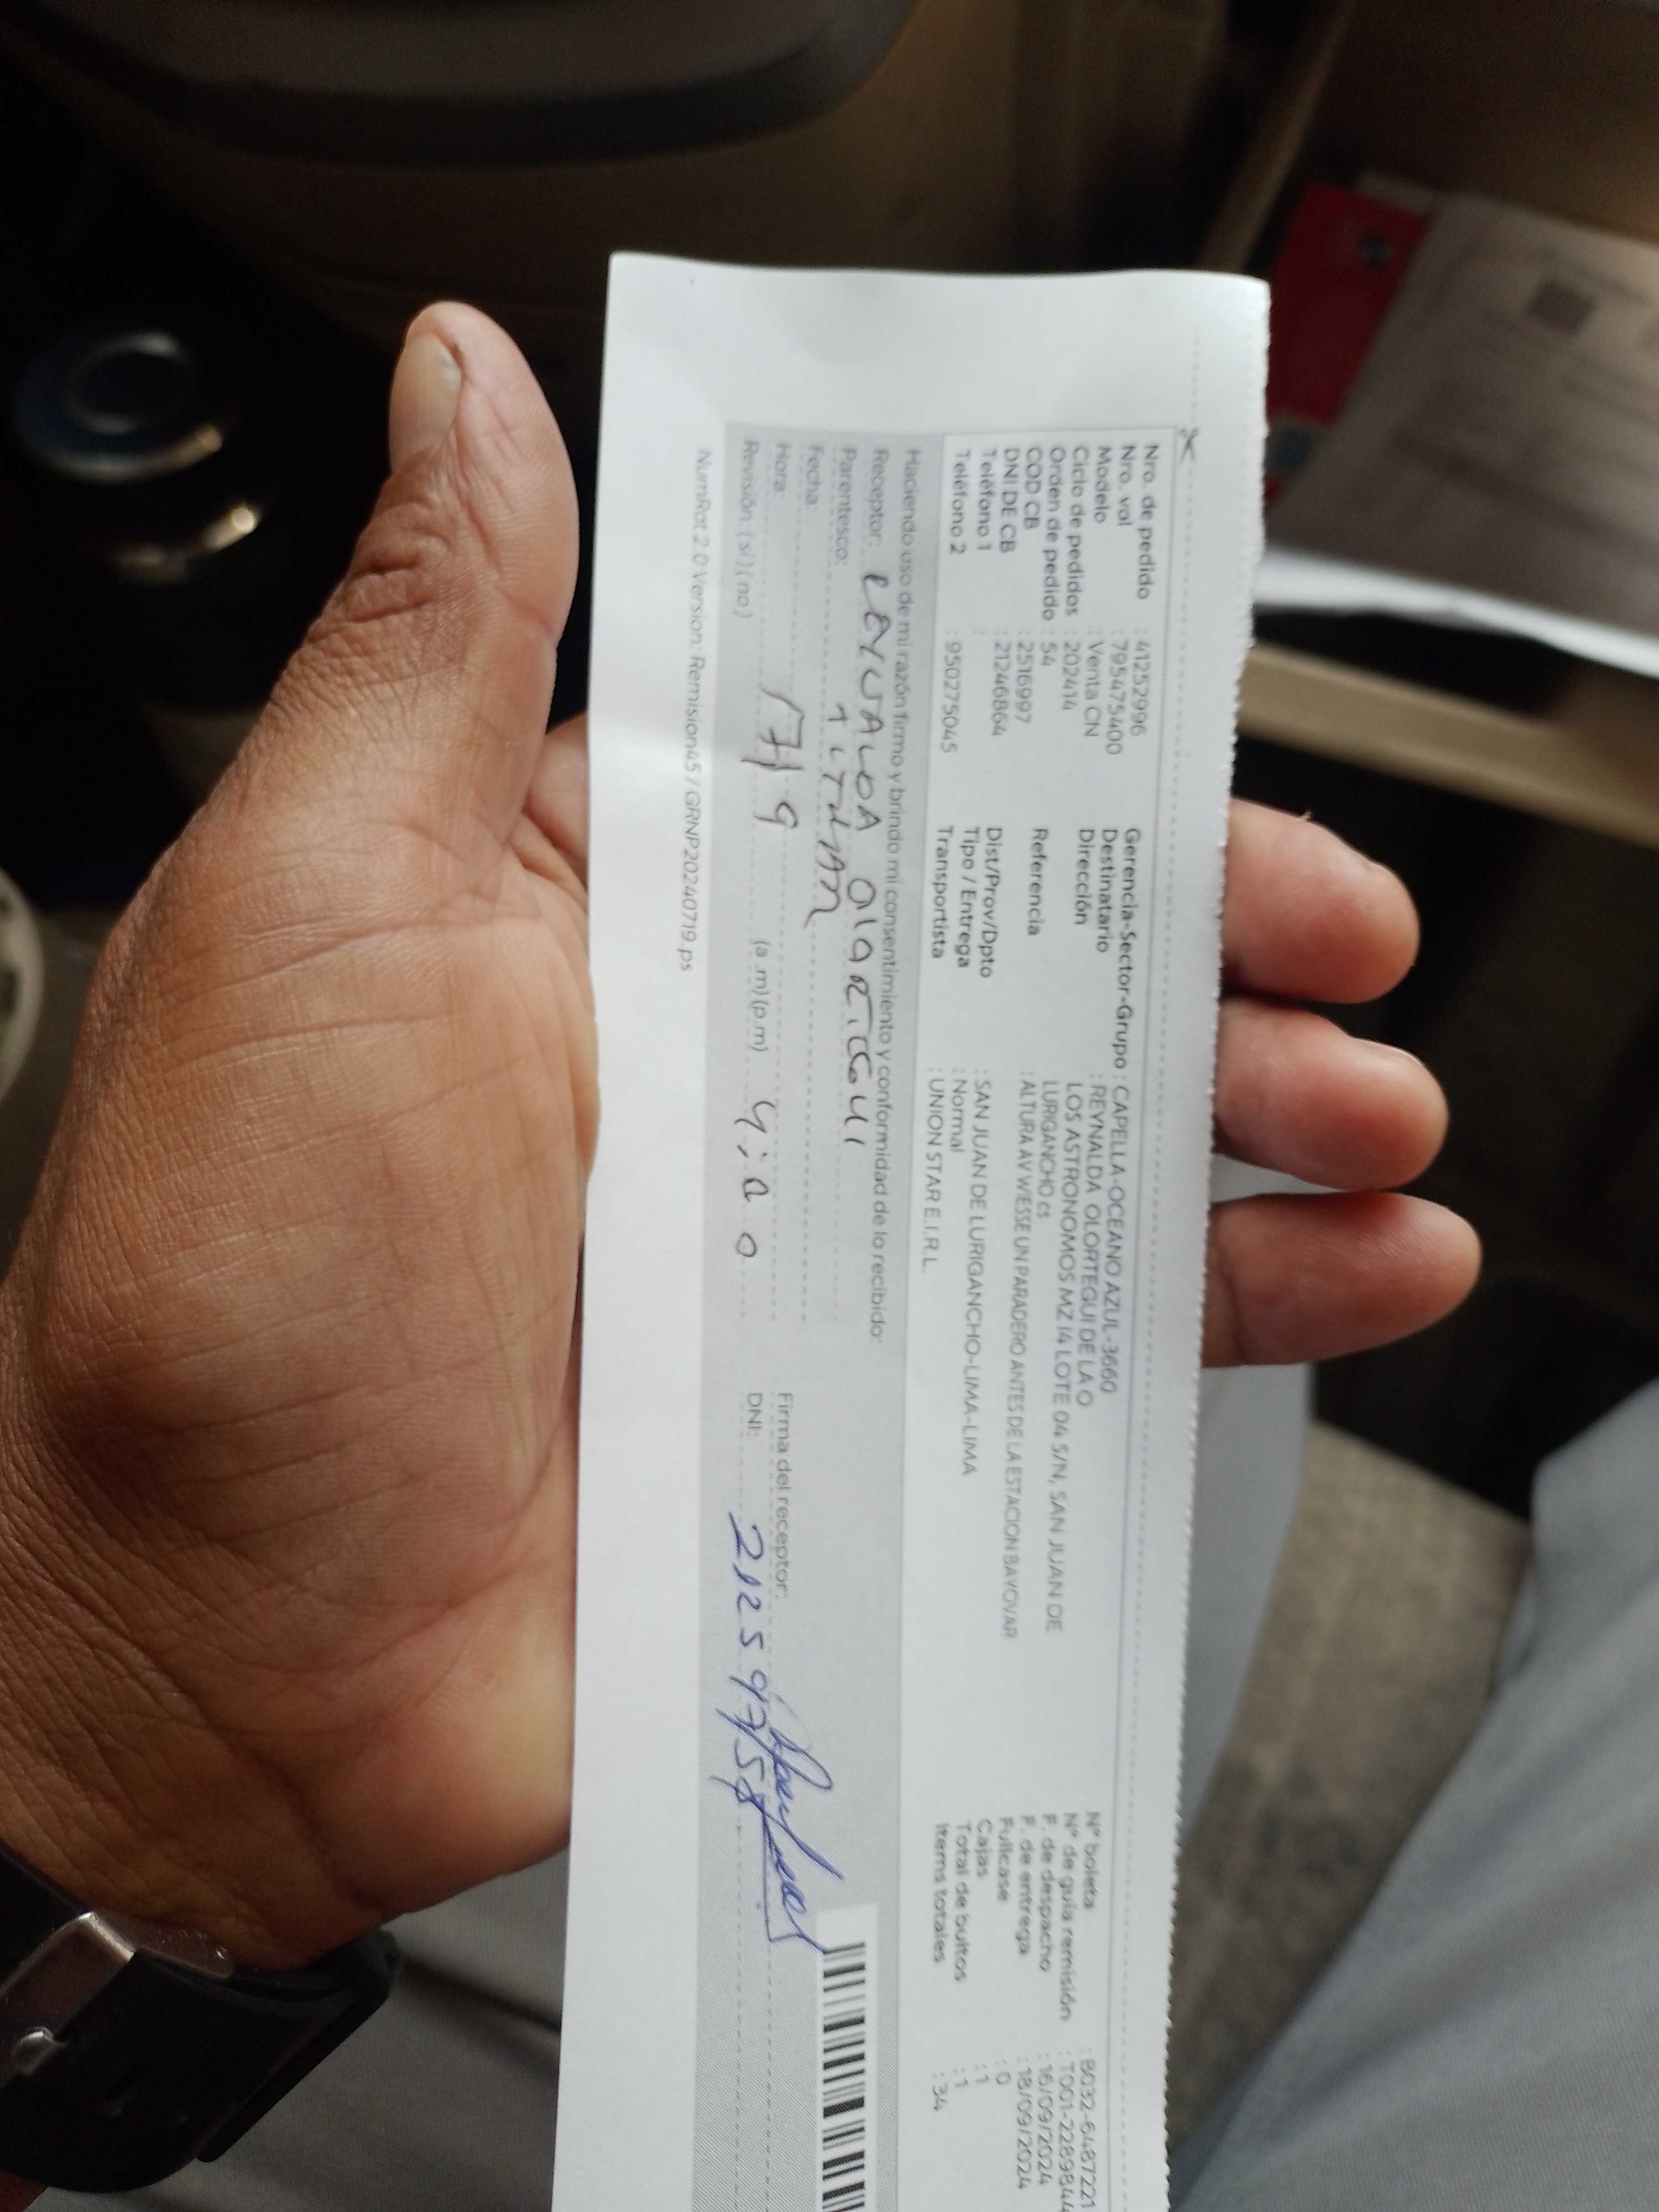 Nro. de pedido : 41252996
Nro. vol : 795475400
Modelo : Venta CN
Ciclo de pedidos : 202414
Orden de pedido : 54
COD CB : 2516997
DNI DE CB : 21246864
Teléfono 1 :
Teléfono 2 : 950275045
Gerencia-Sector-Grupo : CAPELLA-OCEANO AZUL-3660
Destinatario : REYNALDA OLORTEGUI DE LA O
Dirección LOS ASTRONOMOS MZ I4 LOTE 04 S/N, SAN JUAN DE
LURIGANCHO cs
Referencia : ALTURA AV WIESSE UN PARADERO ANTES DE LA ESTACION BAYOVAR
Dist/Prov/Dpto : SAN JUAN DE LURIGANCHO-LIMA-LIMA
Tipo / Entrega : Normal
Transportista : UNION STAR E.I.R.L.
N° boleta : B032-6487221
N° de guía remisión : T001-2289844
F. de despacho : 16/09/2024
F. de entrega : 18/09/2024
Fullcase : 0
Cajas : 1
Total de bultos : 1
Items totales : 34
Haciendo uso de mi razón firmo y brindo mi consentimiento y conformidad de lo recibido:
Receptor:
Parentesco:
Fecha:
Hora: (a.m) (p.m)
Revisión: (si) (no)
Firma del receptor:
DNI: 21259758
NumRot 2.0 Version: Remision45 / GRNP20240719.ps